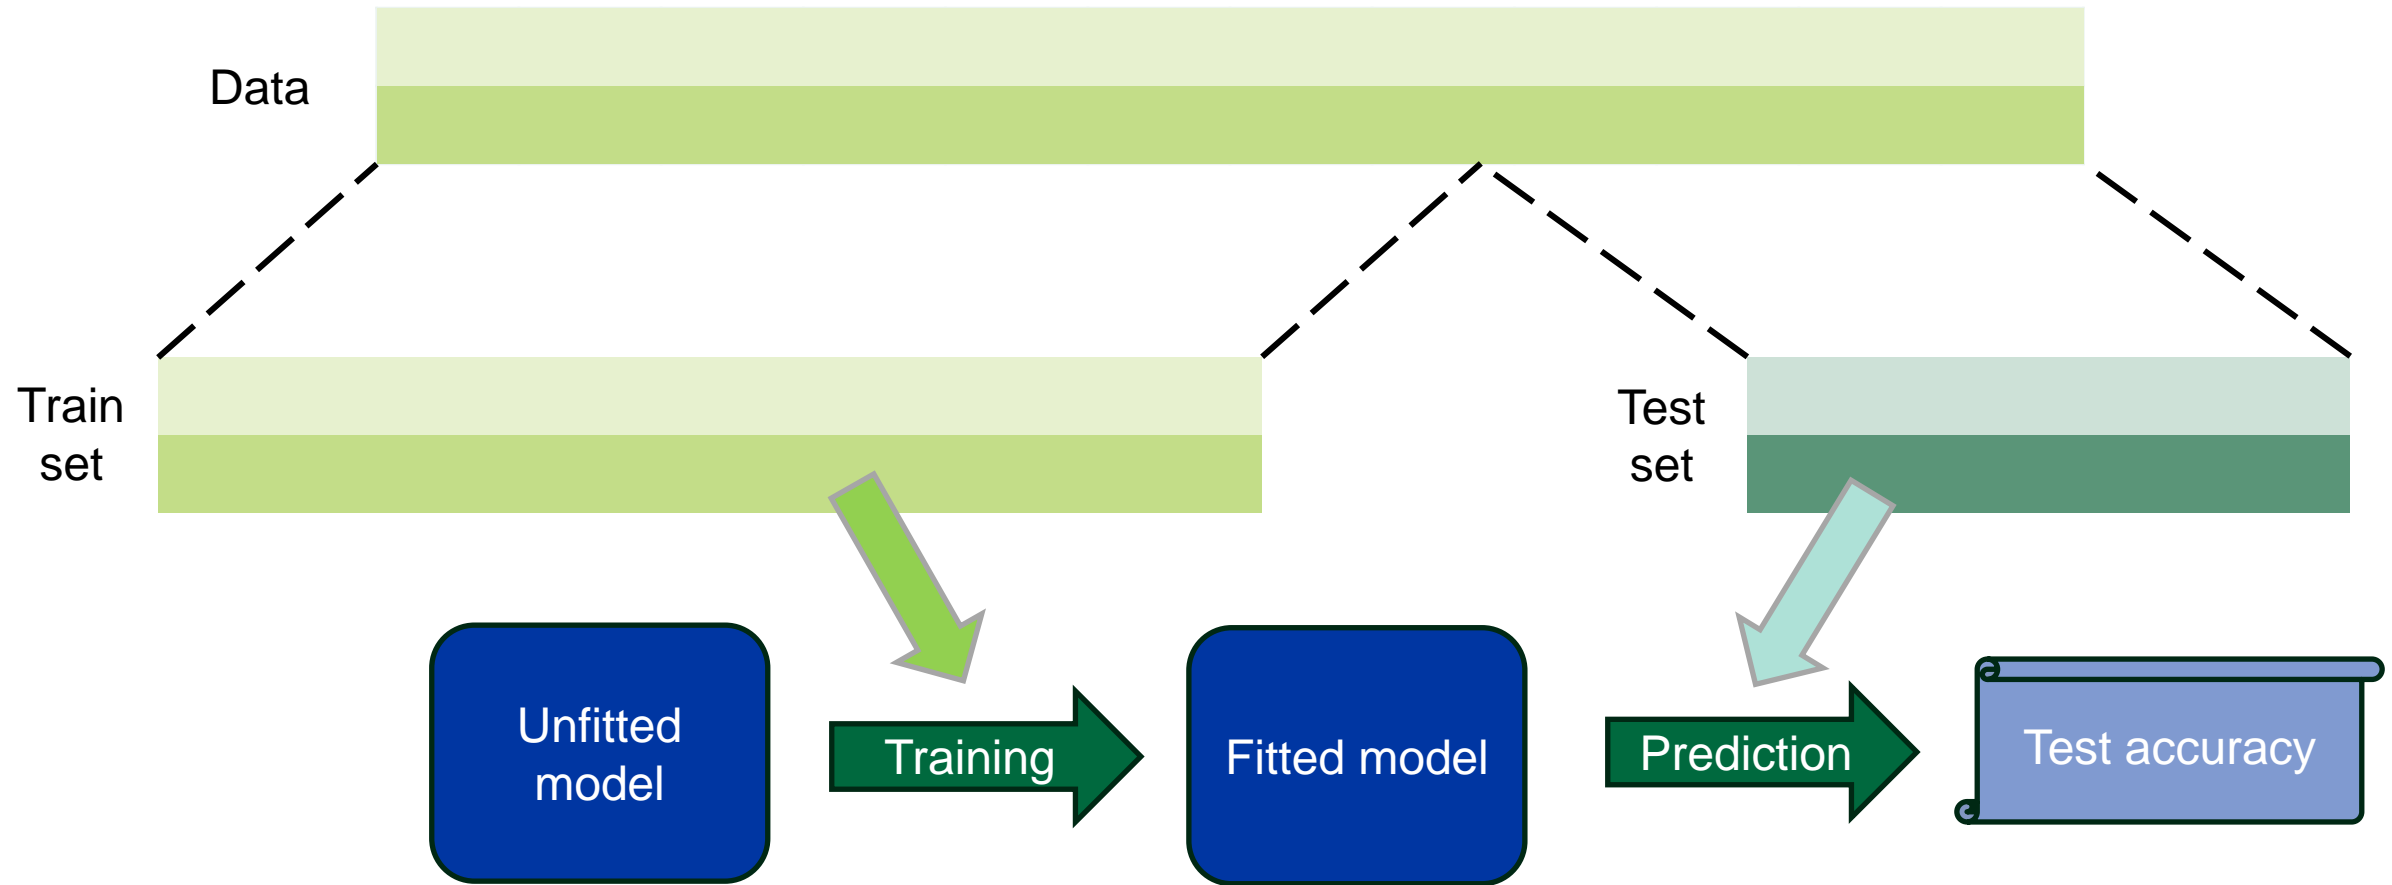 Data
Train
set
Test
set
Unfitted
model
Training
Fitted model
Prediction
Test accuracy